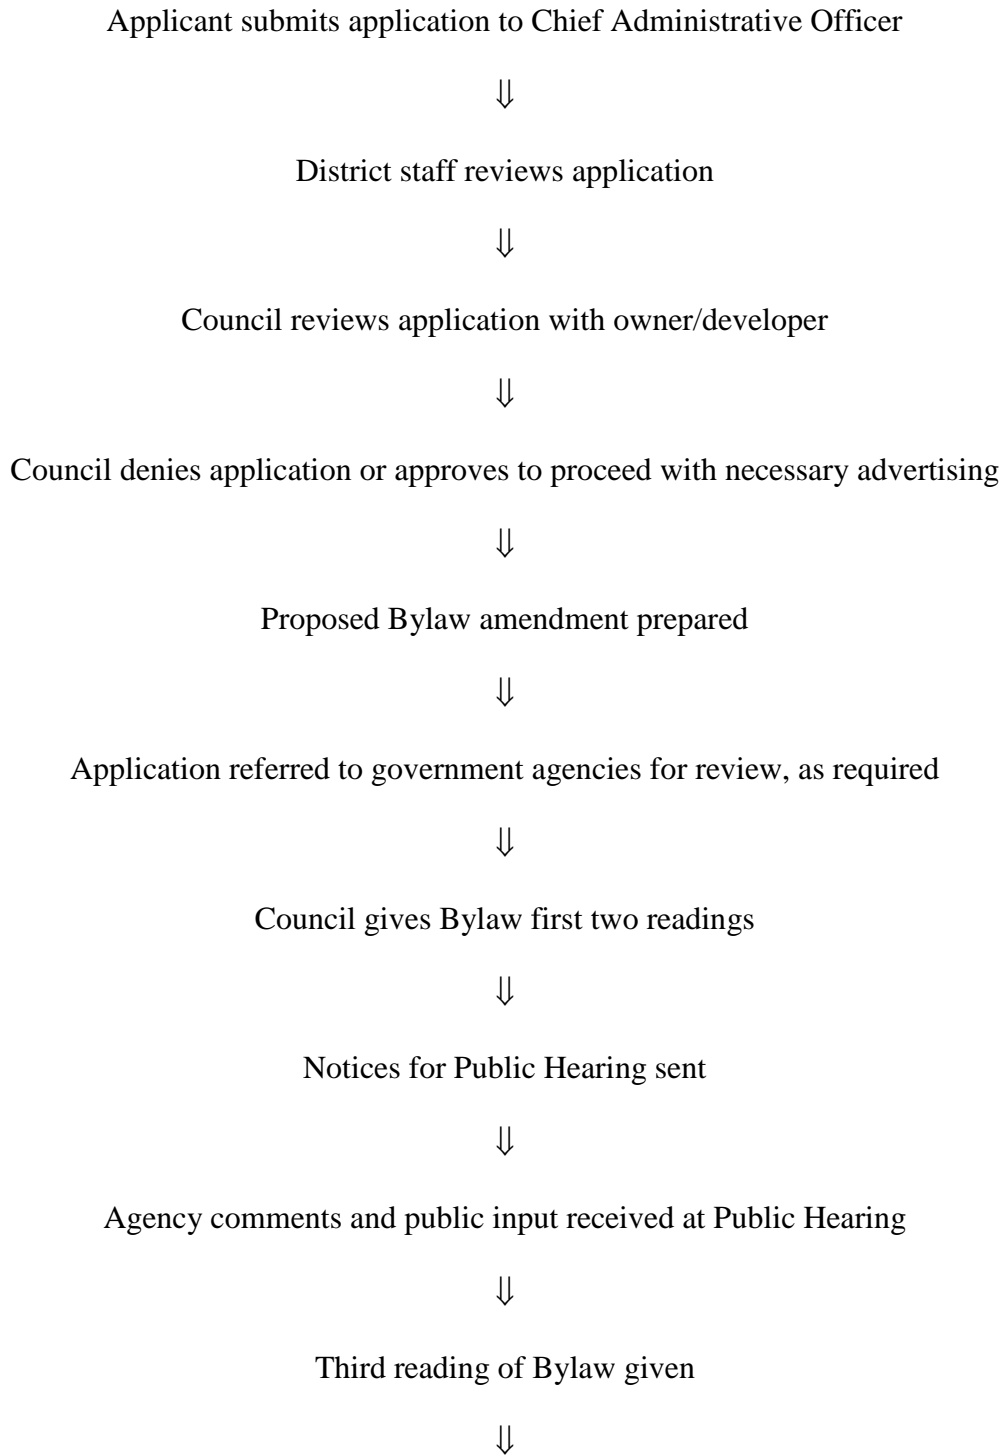 Applicant submits application to Chief Administrative Officer
⇓
District staff reviews application
⇓
Council reviews application with owner/developer
⇓
Council denies application or approves to proceed with necessary advertising
⇓
Proposed Bylaw amendment prepared
⇓
Application referred to government agencies for review, as required
⇓
Council gives Bylaw first two readings
⇓
Notices for Public Hearing sent
⇓
Agency comments and public input received at Public Hearing
⇓
Third reading of Bylaw given
⇓